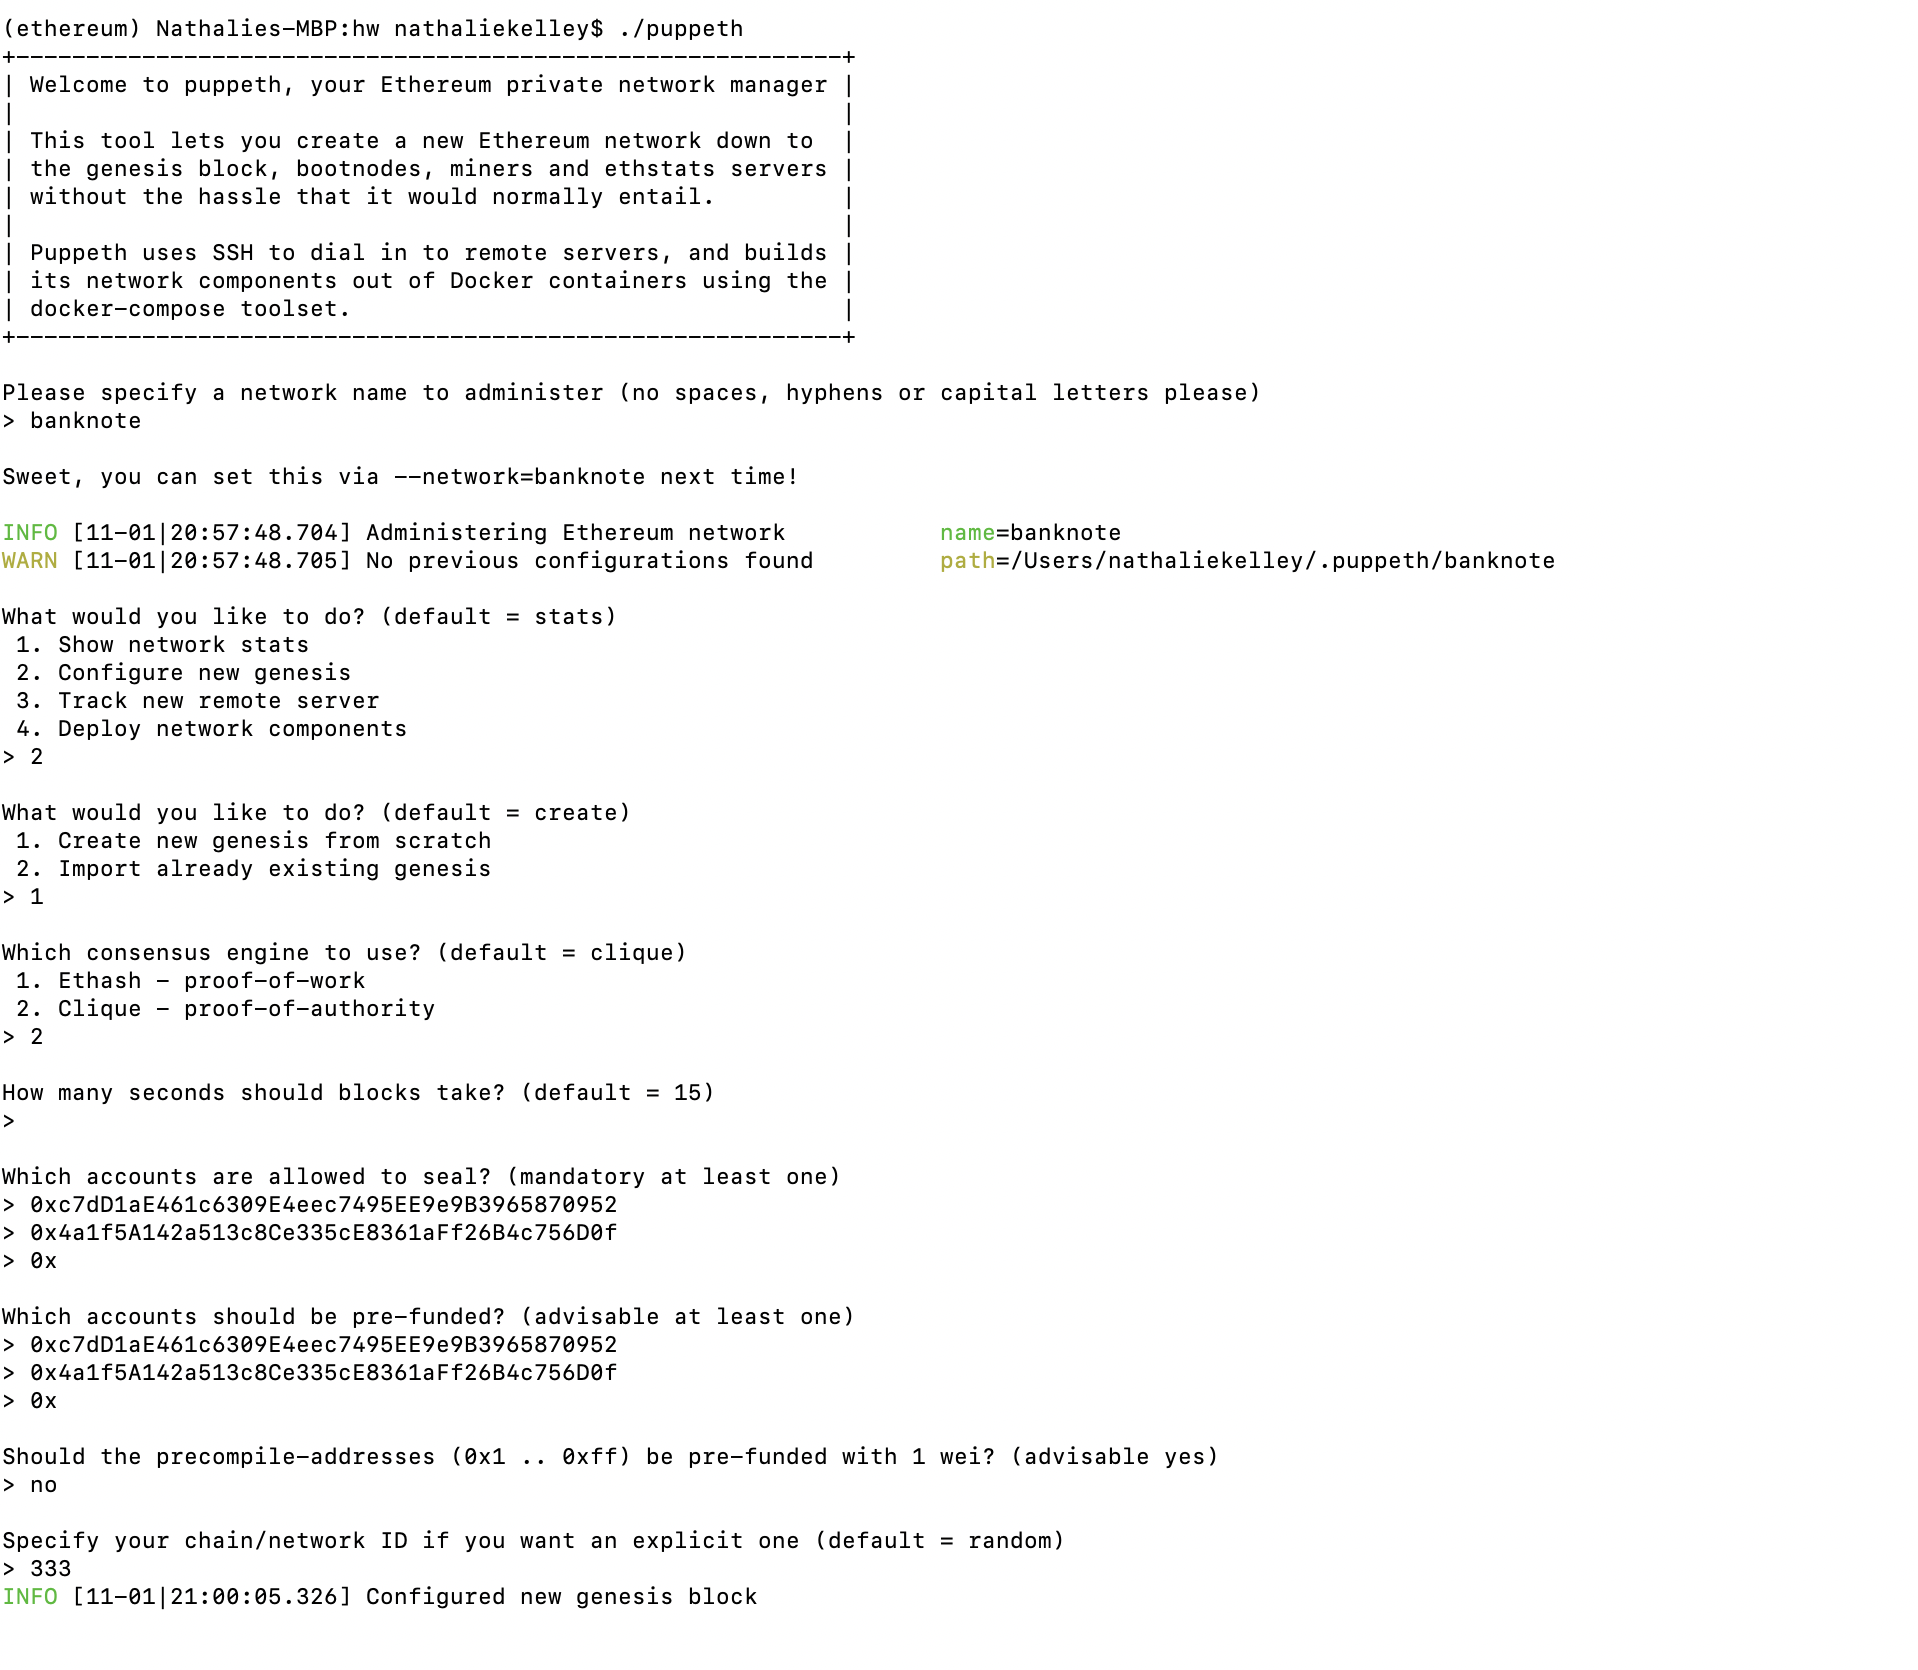 (ethereum) Nathalies-MBP:hw nathaliekelley$ ./puppeth
+-----------------------------------------------------------+
| Welcome to puppeth, your Ethereum private network manager |
|                                                           |
| This tool lets you create a new Ethereum network down to  |
| the genesis block, bootnodes, miners and ethstats servers |
| without the hassle that it would normally entail.         |
|                                                           |
| Puppeth uses SSH to dial in to remote servers, and builds |
| its network components out of Docker containers using the |
| docker-compose toolset.                                   |
+-----------------------------------------------------------+
Please specify a network name to administer (no spaces, hyphens or capital letters please)
> banknote
Sweet, you can set this via --network=banknote next time!
INFO [11-01|20:57:48.704] Administering Ethereum network           name=banknote
WARN [11-01|20:57:48.705] No previous configurations found         path=/Users/nathaliekelley/.puppeth/banknote
What would you like to do? (default = stats)
 1. Show network stats
 2. Configure new genesis
 3. Track new remote server
 4. Deploy network components
> 2
What would you like to do? (default = create)
 1. Create new genesis from scratch
 2. Import already existing genesis
> 1
Which consensus engine to use? (default = clique)
 1. Ethash - proof-of-work
 2. Clique - proof-of-authority
> 2
How many seconds should blocks take? (default = 15)
>
Which accounts are allowed to seal? (mandatory at least one)
> 0xc7dD1aE461c6309E4eec7495EE9e9B3965870952
> 0x4a1f5A142a513c8Ce335cE8361aFf26B4c756D0f
> 0x
Which accounts should be pre-funded? (advisable at least one)
> 0xc7dD1aE461c6309E4eec7495EE9e9B3965870952
> 0x4a1f5A142a513c8Ce335cE8361aFf26B4c756D0f
> 0x
Should the precompile-addresses (0x1 .. 0xff) be pre-funded with 1 wei? (advisable yes)
> no
Specify your chain/network ID if you want an explicit one (default = random)
> 333
INFO [11-01|21:00:05.326] Configured new genesis block